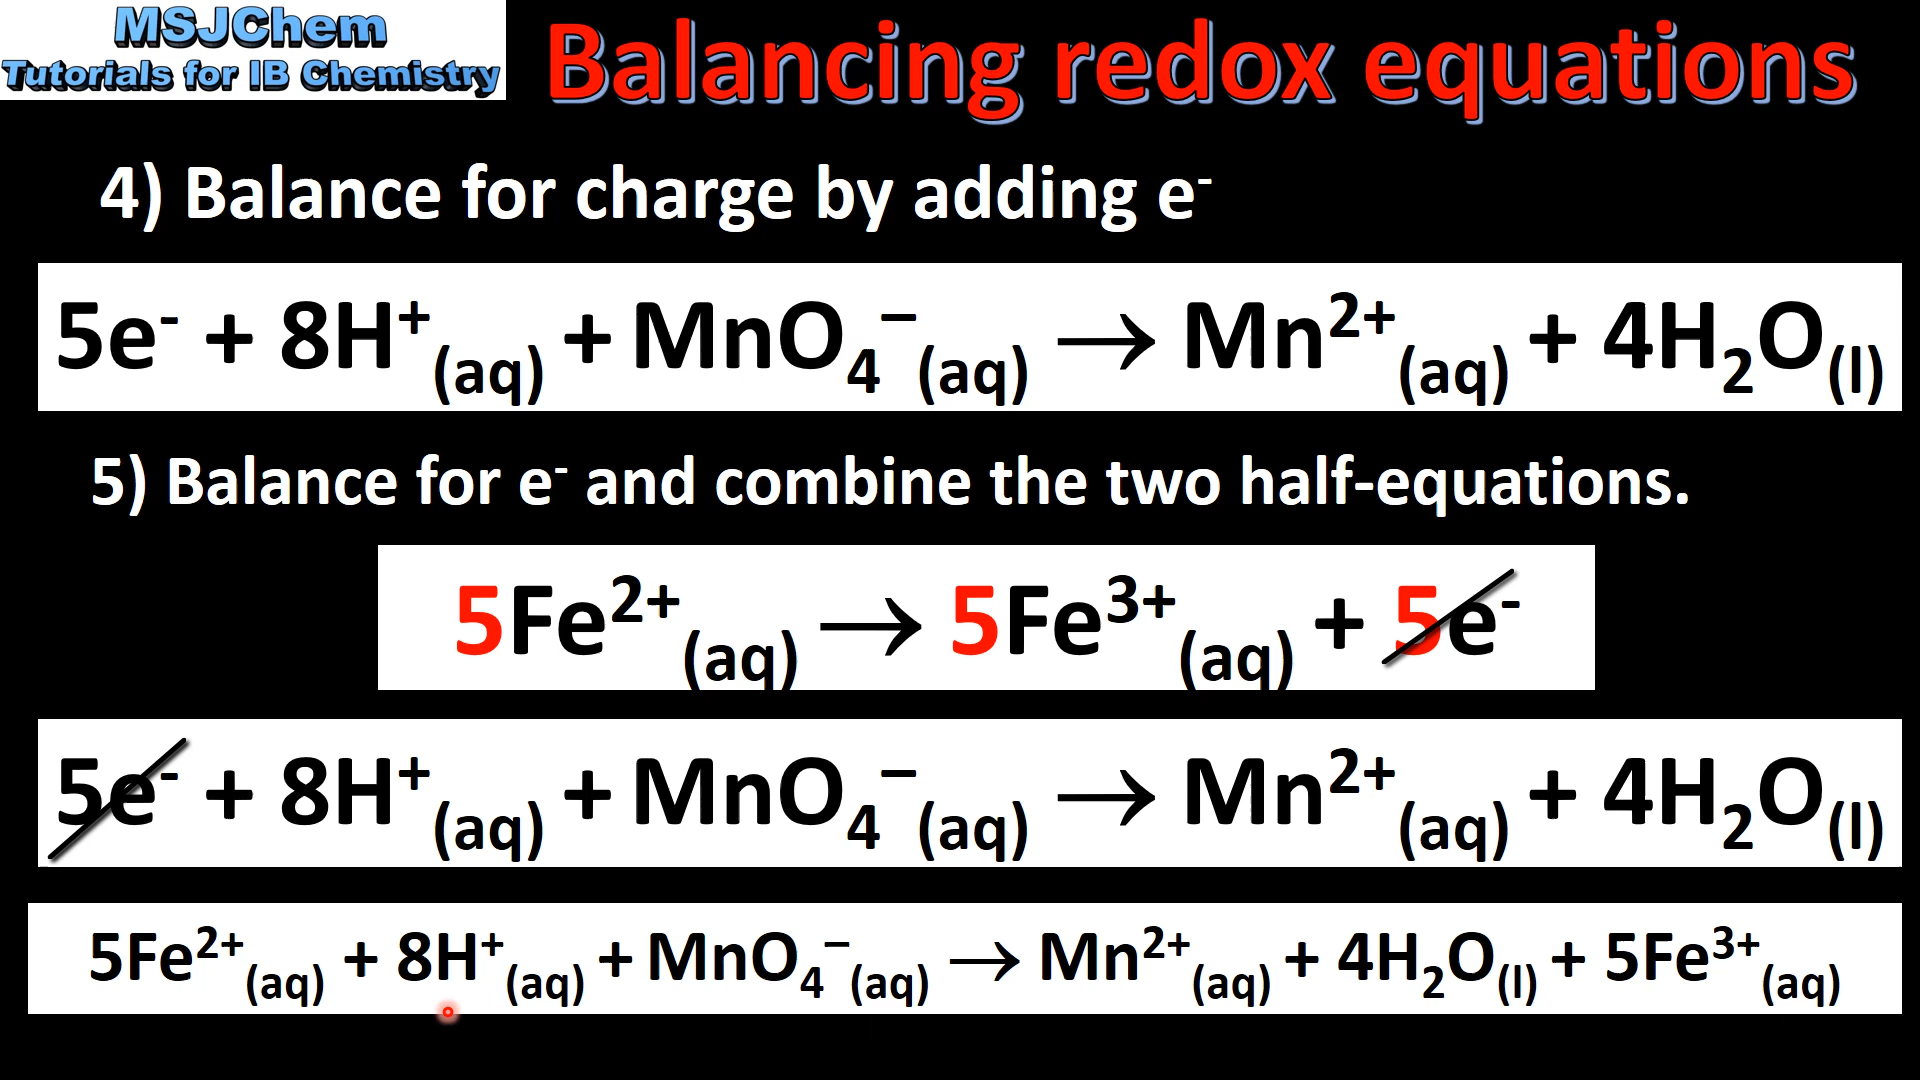 MSJChem
Tutorials for IB Chemistry
Balancing redox equations
4) Balance for charge by adding e⁻
5e⁻ + 8H⁺(aq) + MnO₄⁻(aq) → Mn²⁺(aq) + 4H₂O(l)
5) Balance for e⁻ and combine the two half-equations.
5Fe²⁺(aq) → 5Fe³⁺(aq) + 5e⁻
5e⁻ + 8H⁺(aq) + MnO₄⁻(aq) → Mn²⁺(aq) + 4H₂O(l)
5Fe²⁺(aq) + 8H⁺(aq) + MnO₄⁻(aq) → Mn²⁺(aq) + 4H₂O(l) + 5Fe³⁺(aq)